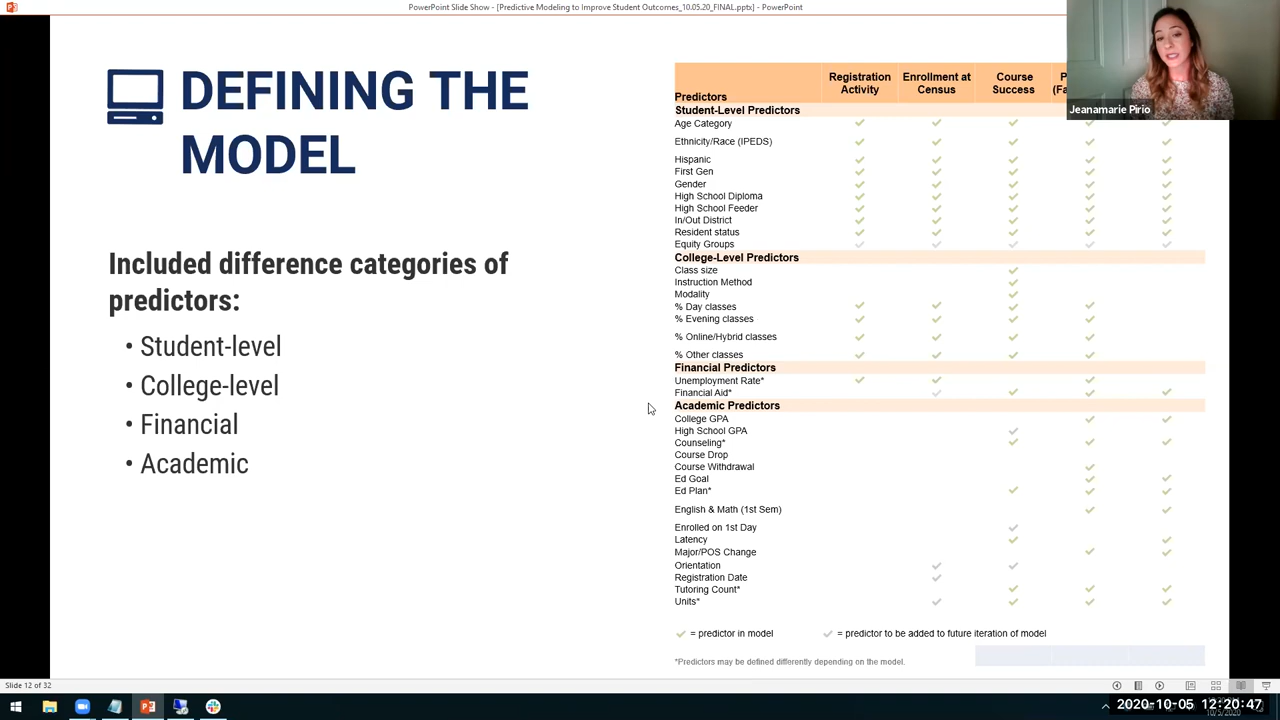 PowerPoint Slide Show - [Predictive Modeling to Improve Student Outcomes_10.05.20_FINAL.pptx] - PowerPoint
DEFINING THE
MODEL
Included difference categories of
predictors:
• Student-level
• College-level
• Financial
• Academic
Predictors
Registration
Activity
Enrollment at
Census
Course
Success
Jeanamarie Pirio
Student-Level Predictors
Age Category
Ethnicity/Race (IPEDS)
Hispanic
First Gen
Gender
High School Diploma
High School Feeder
In/Out District
Resident status
Equity Groups
College-Level Predictors
Class size
Instruction Method
Modality
% Day classes
% Evening classes
% Online/Hybrid classes
% Other classes
Financial Predictors
Unemployment Rate*
Financial Aid*
Academic Predictors
College GPA
High School GPA
Counseling*
Course Drop
Course Withdrawal
Ed Goal
Ed Plan*
English & Math (1st Sem)
Enrolled on 1st Day
Latency
Major/POS Change
Orientation
Registration Date
Tutoring Count*
Units*
= predictor in model
= predictor to be added to future iteration of model
*Predictors may be defined differently depending on the model.
Slide 12 of 32
2020-10-05 12:20:47
10/5/2020